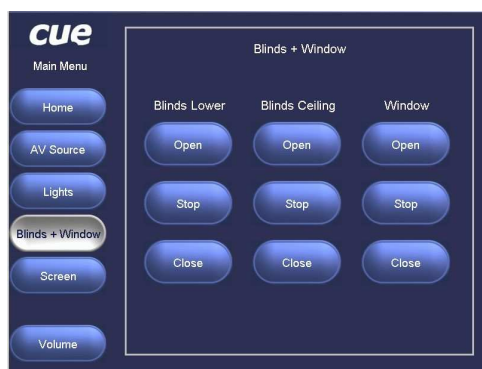 cue
Main Menu
Home
AV Source
Lights
Blinds + Window
Screen
Volume
Blinds + Window
Blinds Lower Blinds Ceiling Window
Open Open Open
Stop Stop Stop
Close Close Close